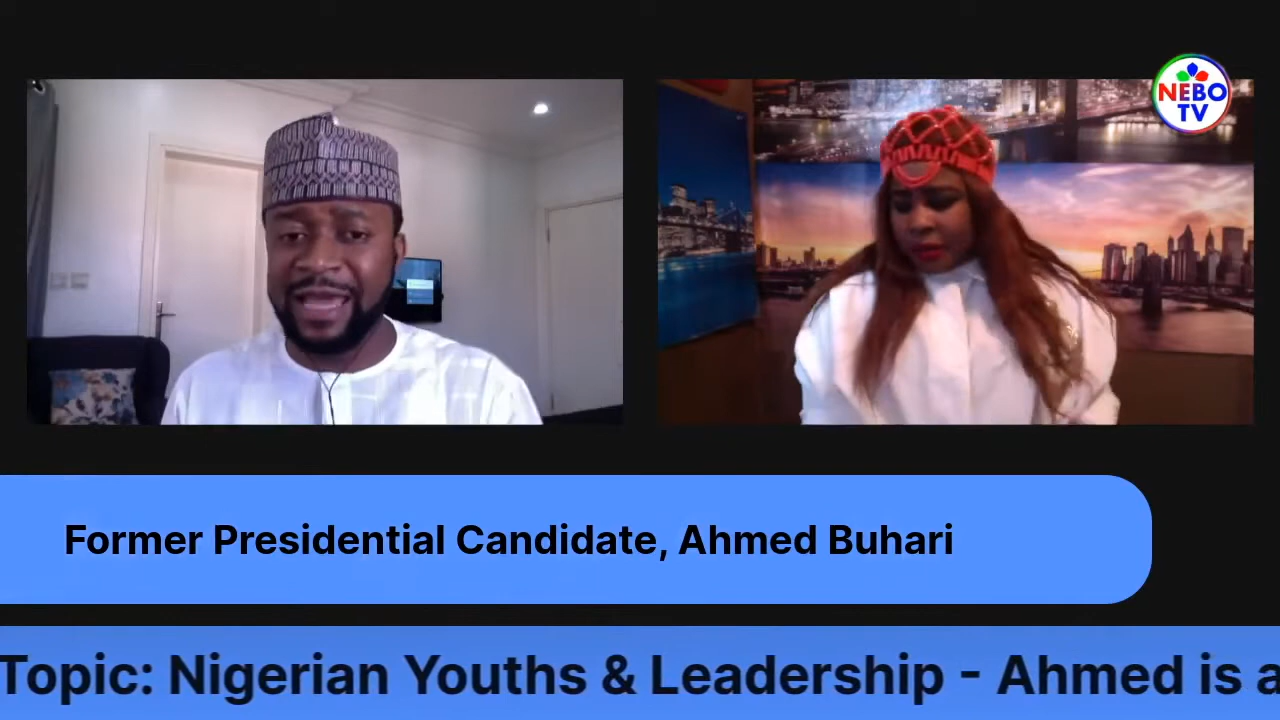 NEBO
TV
Former Presidential Candidate, Ahmed Buhari
Topic: Nigerian Youths & Leadership - Ahmed is a